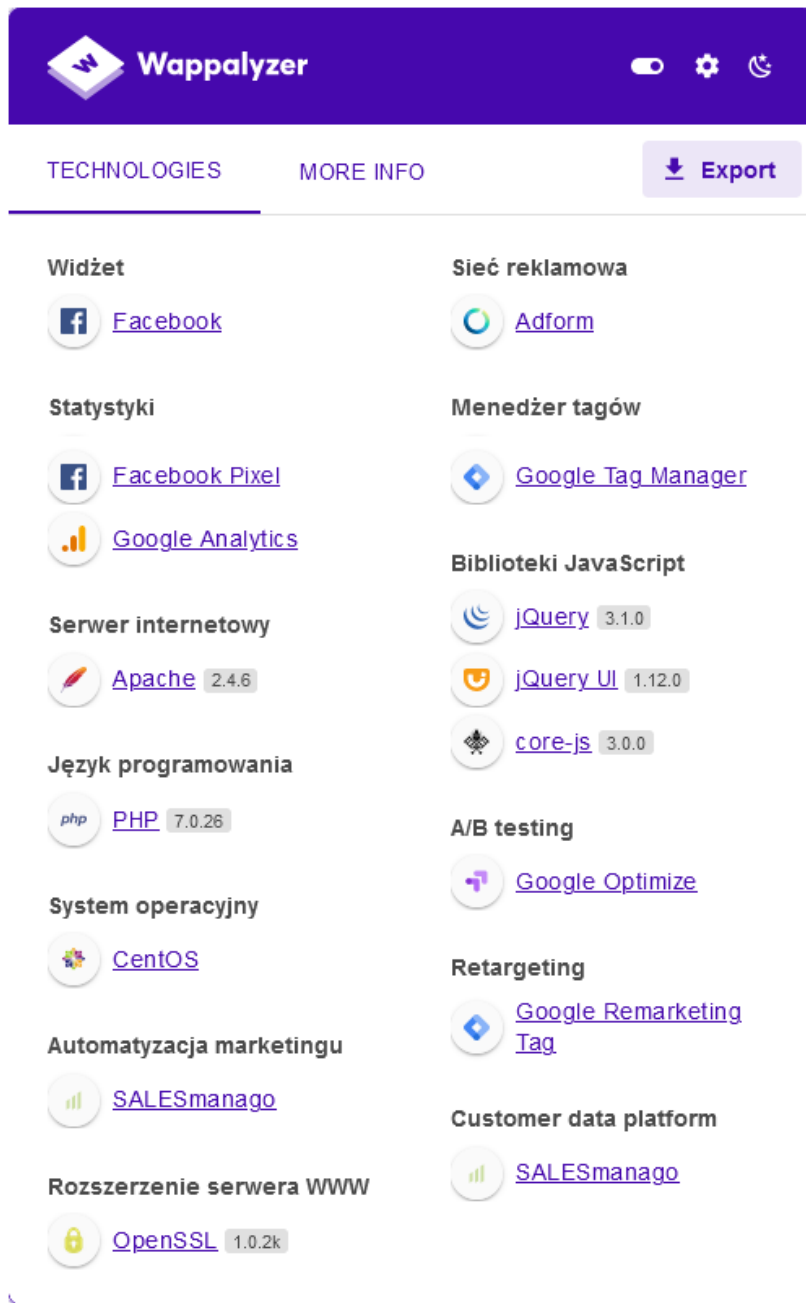 Wappalyzer
TECHNOLOGIES
MORE INFO
Export
Widżet
Facebook
Statystyki
Facebook Pixel
Google Analytics
Serwer internetowy
Apache 2.4.6
Język programowania
php PHP 7.0.26
System operacyjny
CentOS
Automatyzacja marketingu
SALESmanago
Rozszerzenie serwera WWW
OpenSSL 1.0.2k
Sieć reklamowa
Adform
Menedżer tagów
Google Tag Manager
Biblioteki JavaScript
jQuery 3.1.0
jQuery UI 1.12.0
core-js 3.0.0
A/B testing
Google Optimize
Retargeting
Google Remarketing
Tag
Customer data platform
SALESmanago